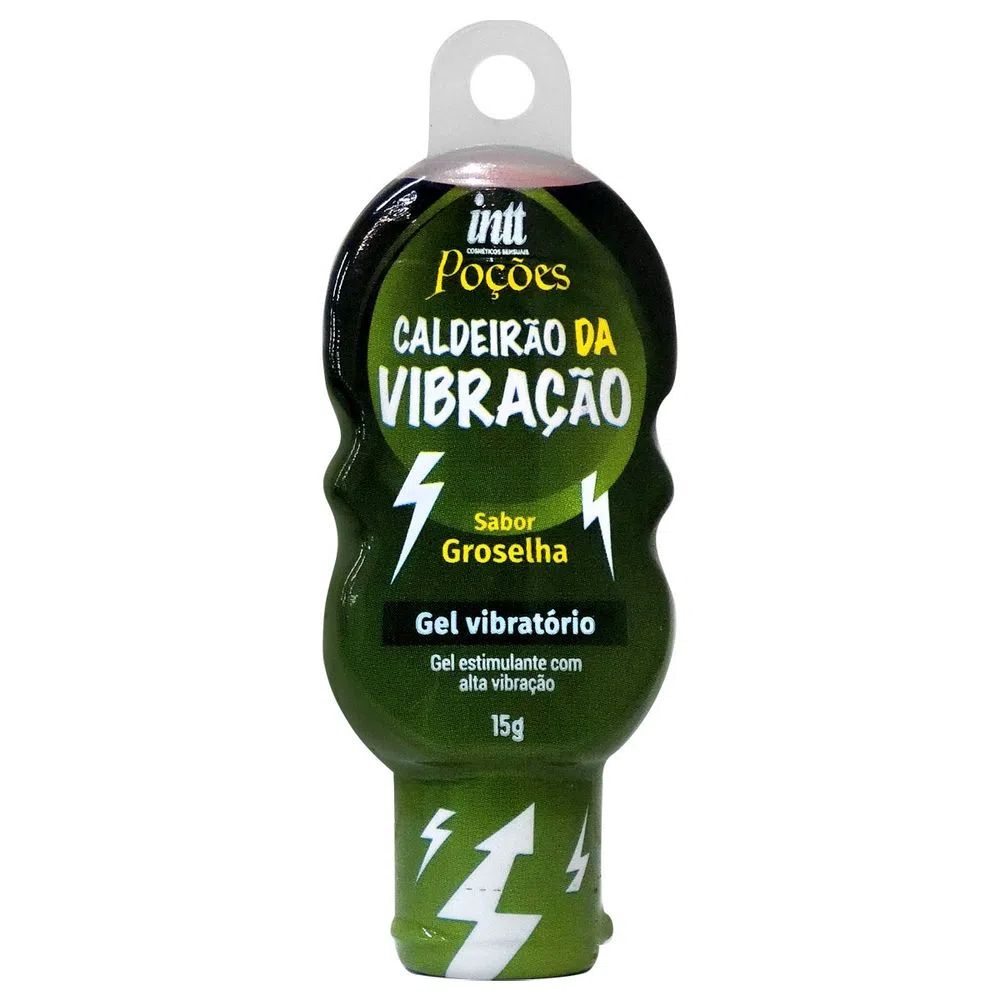 intt
COSMÉTICOS SENSUAIS
Poções
CALDEIRÃO DA
VIBRAÇÃO
Sabor
Groselha
Gel vibratório
Gel estimulante com
alta vibração
15g